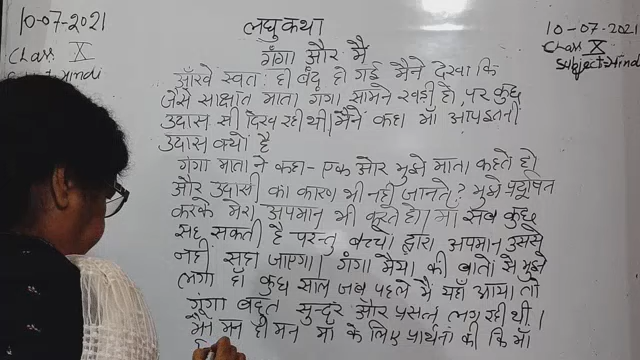 10-07-2021
Class X
लघु कथा
10-07-2021
Class X
Subject-Hindi
गंगा और मैं
आँखे स्वत: ही बंद हो गई मैंने देखा कि
जैसे साक्षात माता गंगा सामने खड़ी है, पर कुछ
उदास सी दिख रही थी। मैंने कहा माँ आप इतनी
उदास क्यों है
गंगा माता ने कहा- एक ओर मुझे माता कहते हो
और उदासी का कारण भी नहीं जानते? मुझे प्रदूषित
करके मेरा अपमान भी करते हो। माँ सब कुछ
सह सकती है परन्तु बच्चो द्वारा अपमान उससे
नही सहा जाएगा। गंगा मैया की बातों से मुझे
लगा हाँ कुछ साल जब पहले मैं यहाँ आया तो
गंगा बहुत सुन्दर और प्रसन्न लग रही थी।
मैंने मन ही मन माँ के लिए प्रार्थना की कि माँ